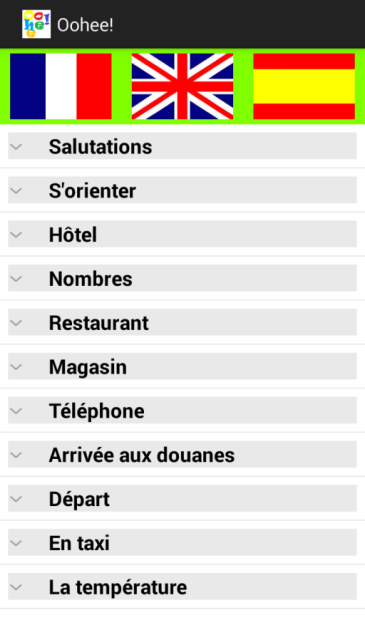 Oohee!
Salutations
S'orienter
Hôtel
Nombres
Restaurant
Magasin
Téléphone
Arrivée aux douanes
Départ
En taxi
La température